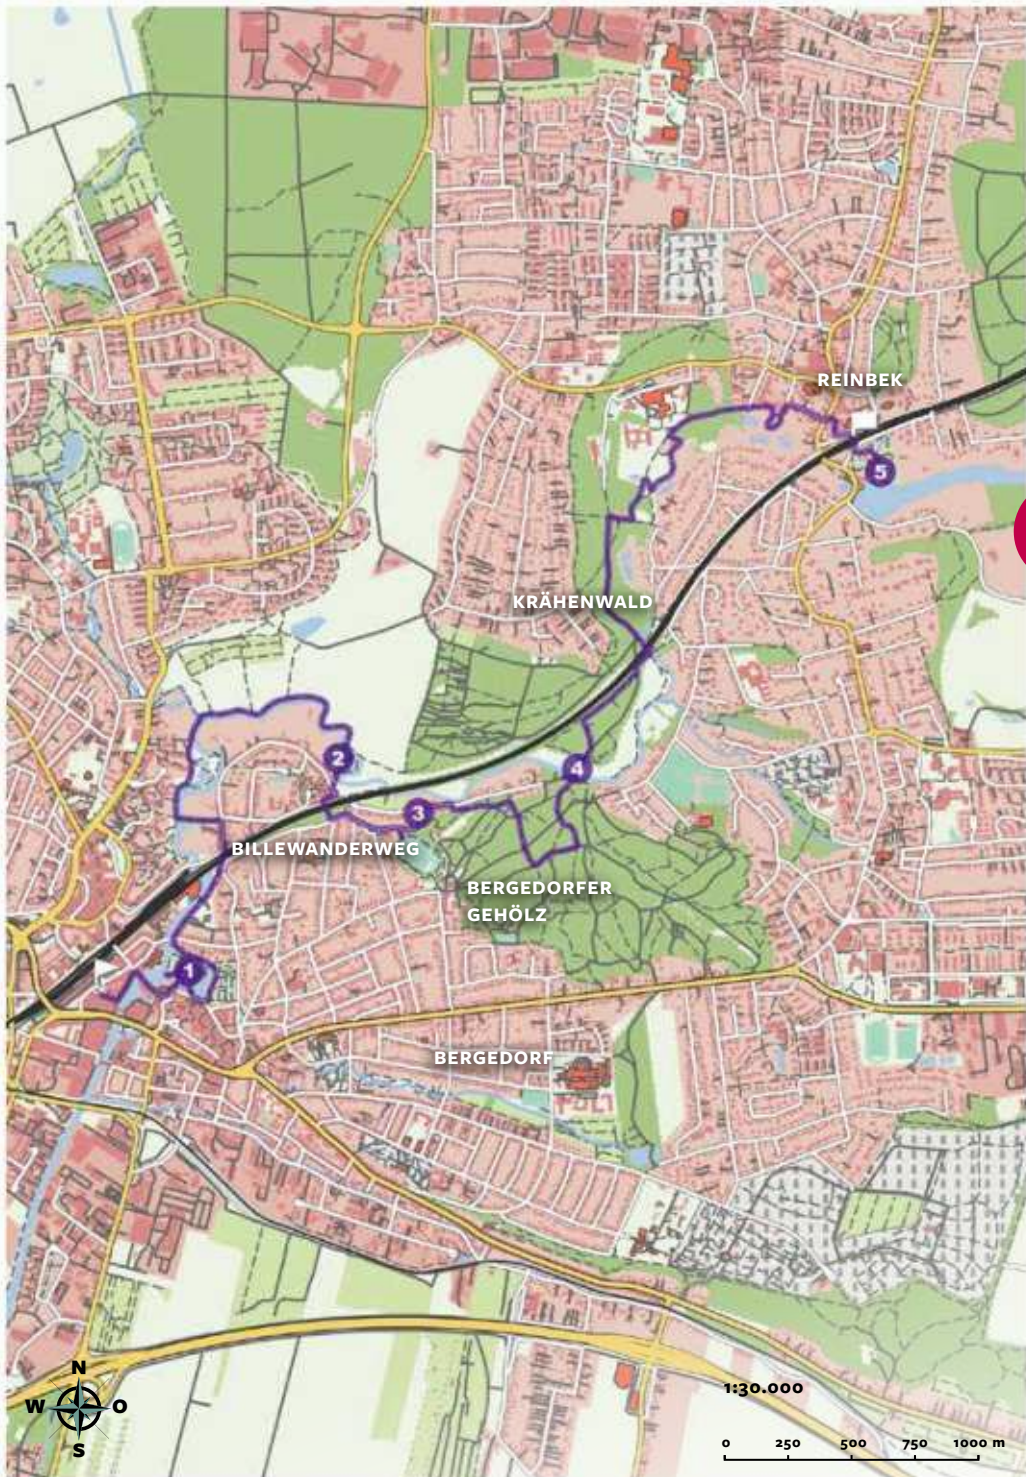 REINBEK
5
KRÄHENWALD
2
4
3
BILLEWANDERWEG
BERGEDORFER
GEHÖLZ
1
BERGEDORF
N
W O
S
1:30.000
0 250 500 750 1000 m